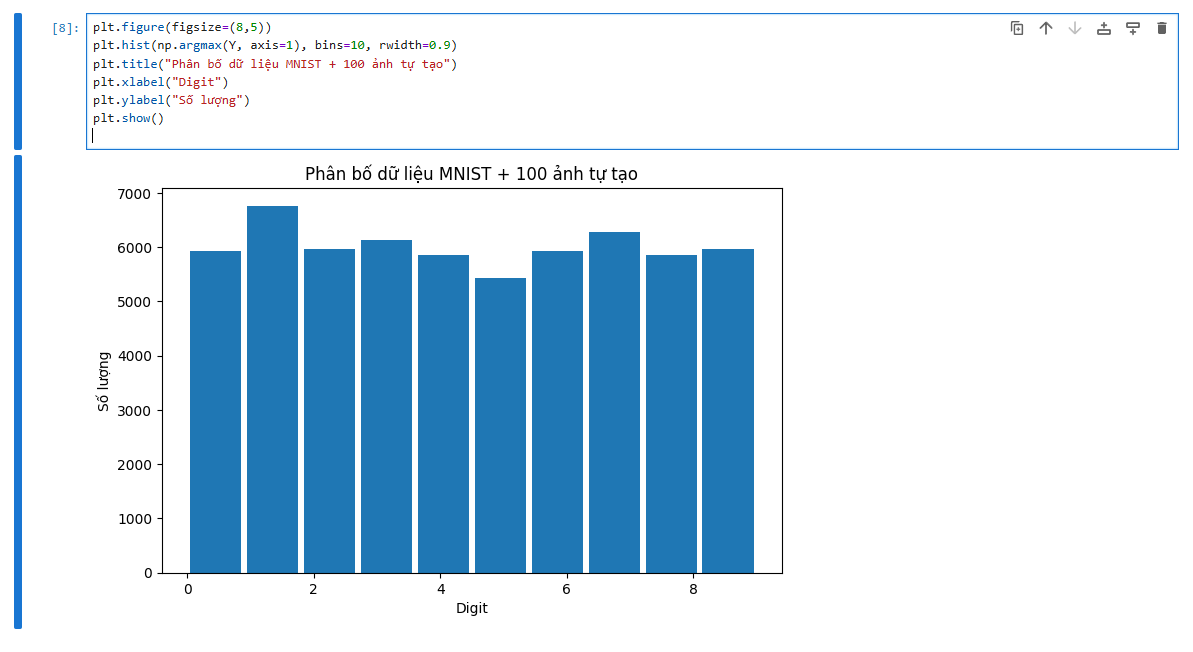 [8]:
plt.figure(figsize=(8,5))
plt.hist(np.argmax(Y, axis=1), bins=10, rwidth=0.9)
plt.title("Phân bố dữ liệu MNIST + 100 ảnh tự tạo")
plt.xlabel("Digit")
plt.ylabel("Số lượng")
plt.show()
Phân bố dữ liệu MNIST + 100 ảnh tự tạo
7000
6000
5000
4000
3000
2000
1000
0
Số lượng
0 2 4 6 8
Digit